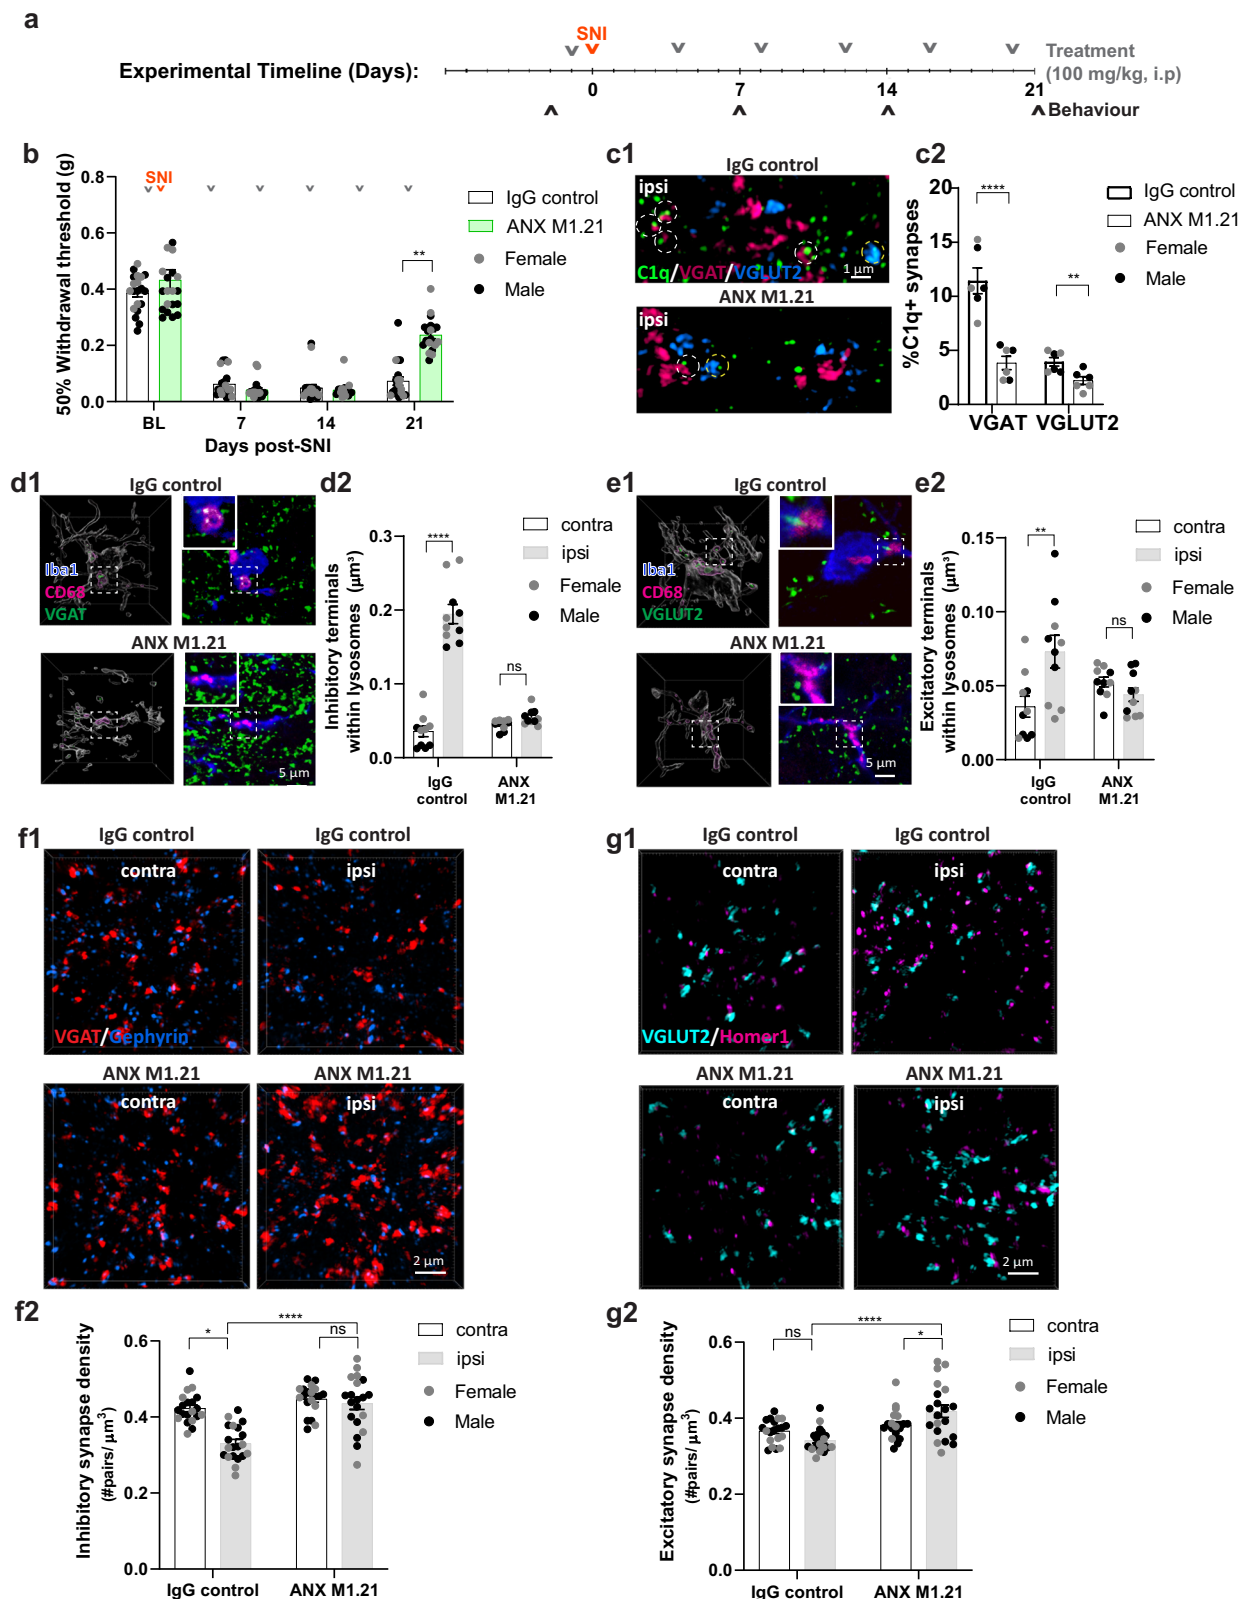 a
SNI
Experimental Timeline (Days):
0
7
14
21
Treatment
(100 mg/kg, i.p)
Behaviour
b
SNI
50% Withdrawal threshold (g)
0.8
0.6
0.4
0.2
0.0
**
BL
7
14
21
Days post-SNI
IgG control
ANX M1.21
Female
Male
c1
IgG control
ipsi
C1q/VGAT/VGLUT2
1 µm
ANX M1.21
ipsi
c2
%C1q+ synapses
20
15
10
5
0
****
**
VGAT
VGLUT2
IgG control
ANX M1.21
Female
Male
d1
IgG control
Iba1
CD68
VGAT
ANX M1.21
5 µm
d2
Inhibitory terminals
within lysosomes (µm³)
0.3
0.2
0.1
0.0
****
ns
IgG
control
ANX
M1.21
contra
ipsi
Female
Male
e1
IgG control
Iba1
CD68
VGLUT2
ANX M1.21
5 µm
e2
Excitatory terminals
within lysosomes (µm³)
0.15
0.10
0.05
0.00
**
ns
IgG
control
ANX
M1.21
contra
ipsi
Female
Male
f1
IgG control
IgG control
contra
ipsi
VGAT/Gephyrin
ANX M1.21
ANX M1.21
contra
ipsi
2 µm
g1
IgG control
IgG control
contra
ipsi
VGLUT2/Homer1
ANX M1.21
ANX M1.21
contra
ipsi
2 µm
f2
Inhibitory synapse density
(#pairs/ µm³)
0.6
0.4
0.2
0.0
*
****
ns
IgG control
ANX M1.21
contra
ipsi
Female
Male
g2
Excitatory synapse density
(#pairs/ µm³)
0.6
0.4
0.2
0.0
ns
****
*
IgG control
ANX M1.21
contra
ipsi
Female
Male